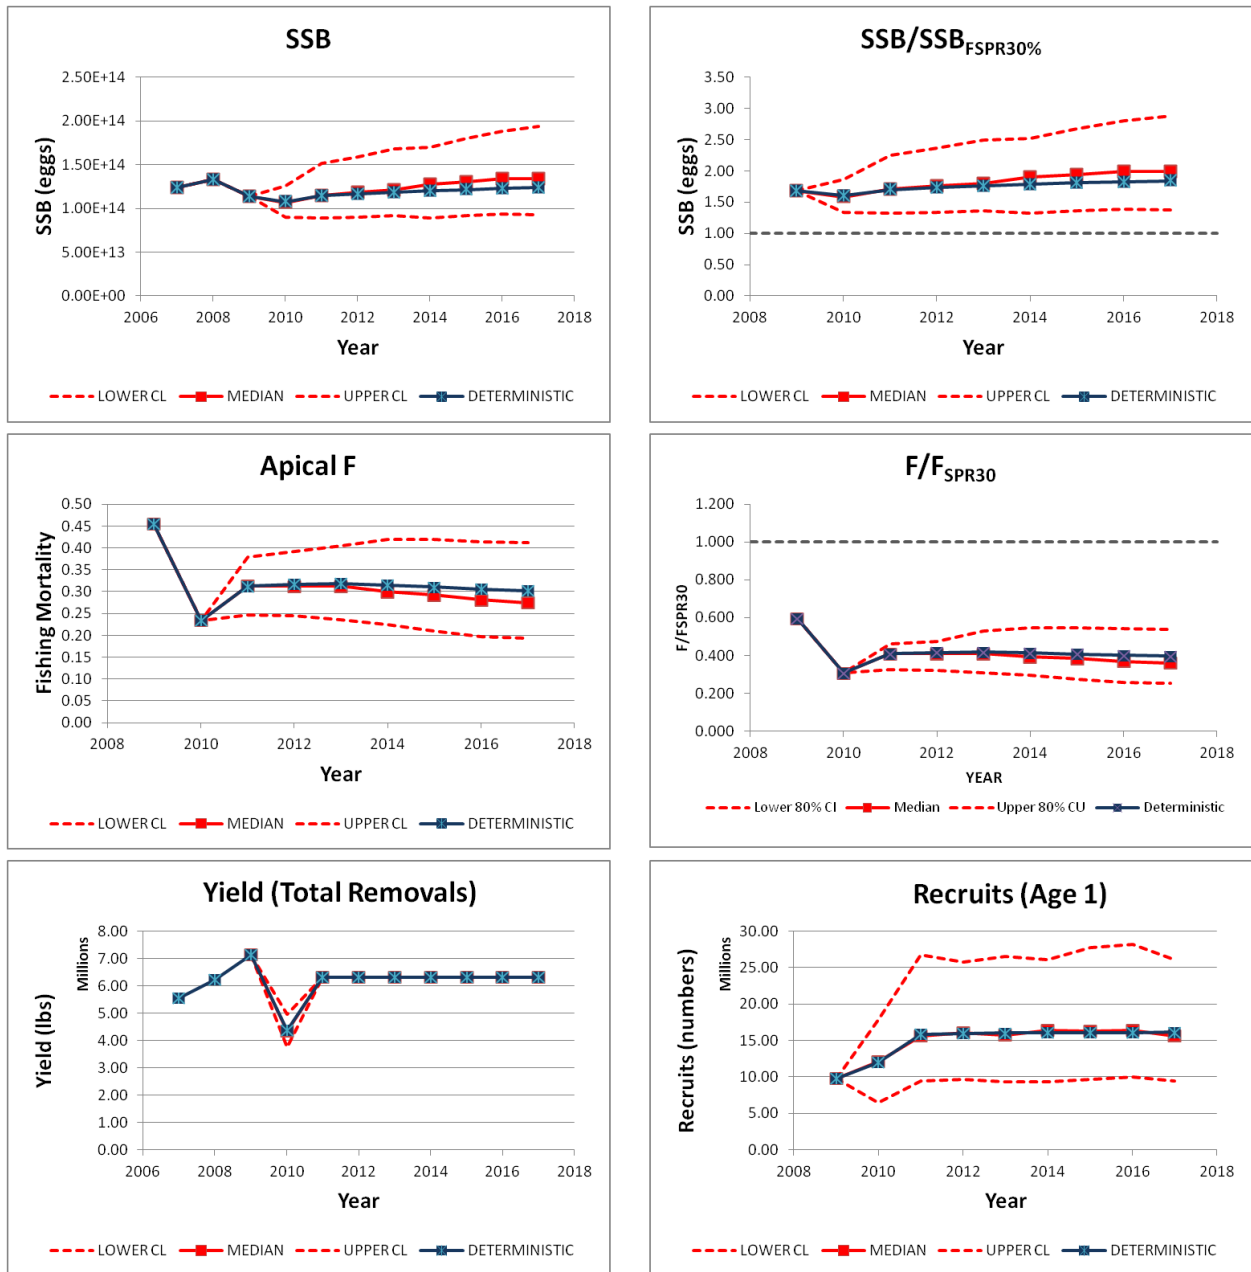 SSB
SSB (eggs)
2.50E+14
2.00E+14
1.50E+14
1.00E+14
5.00E+13
0.00E+00
2006 2008 2010 2012 2014 2016 2018
Year
LOWER CL MEDIAN UPPER CL DETERMINISTIC
SSB/SSBFSPR30%
SSB (eggs)
3.50
3.00
2.50
2.00
1.50
1.00
0.50
0.00
2008 2010 2012 2014 2016 2018
Year
LOWER CL MEDIAN UPPER CL DETERMINISTIC
Apical F
Fishing Mortality
0.50
0.45
0.40
0.35
0.30
0.25
0.20
0.15
0.10
0.05
0.00
2008 2010 2012 2014 2016 2018
Year
LOWER CL MEDIAN UPPER CL DETERMINISTIC
F/FSPR30
F/FSPR30
1.200
1.000
0.800
0.600
0.400
0.200
0.000
2008 2010 2012 2014 2016 2018
YEAR
Lower 80% CI Median Upper 80% CU Deterministic
Yield (Total Removals)
Yield (lbs)
Millions
8.00
7.00
6.00
5.00
4.00
3.00
2.00
1.00
0.00
2006 2008 2010 2012 2014 2016 2018
Year
LOWER CL MEDIAN UPPER CL DETERMINISTIC
Recruits (Age 1)
Recruits (numbers)
Millions
30.00
25.00
20.00
15.00
10.00
5.00
0.00
2008 2010 2012 2014 2016 2018
Year
LOWER CL MEDIAN UPPER CL DETERMINISTIC